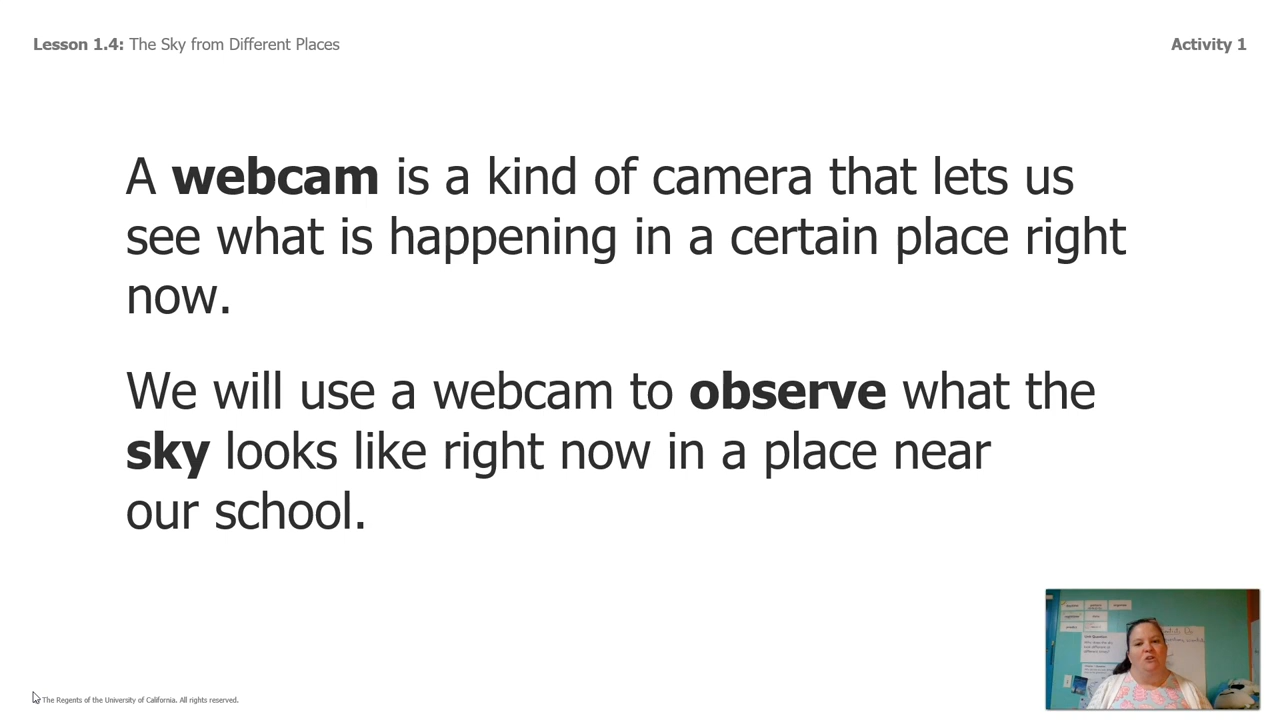 Lesson 1.4: The Sky from Different Places
Activity 1
A webcam is a kind of camera that lets us
see what is happening in a certain place right
now.
We will use a webcam to observe what the
sky looks like right now in a place near
our school.
The Regents of the University of California. All rights reserved.